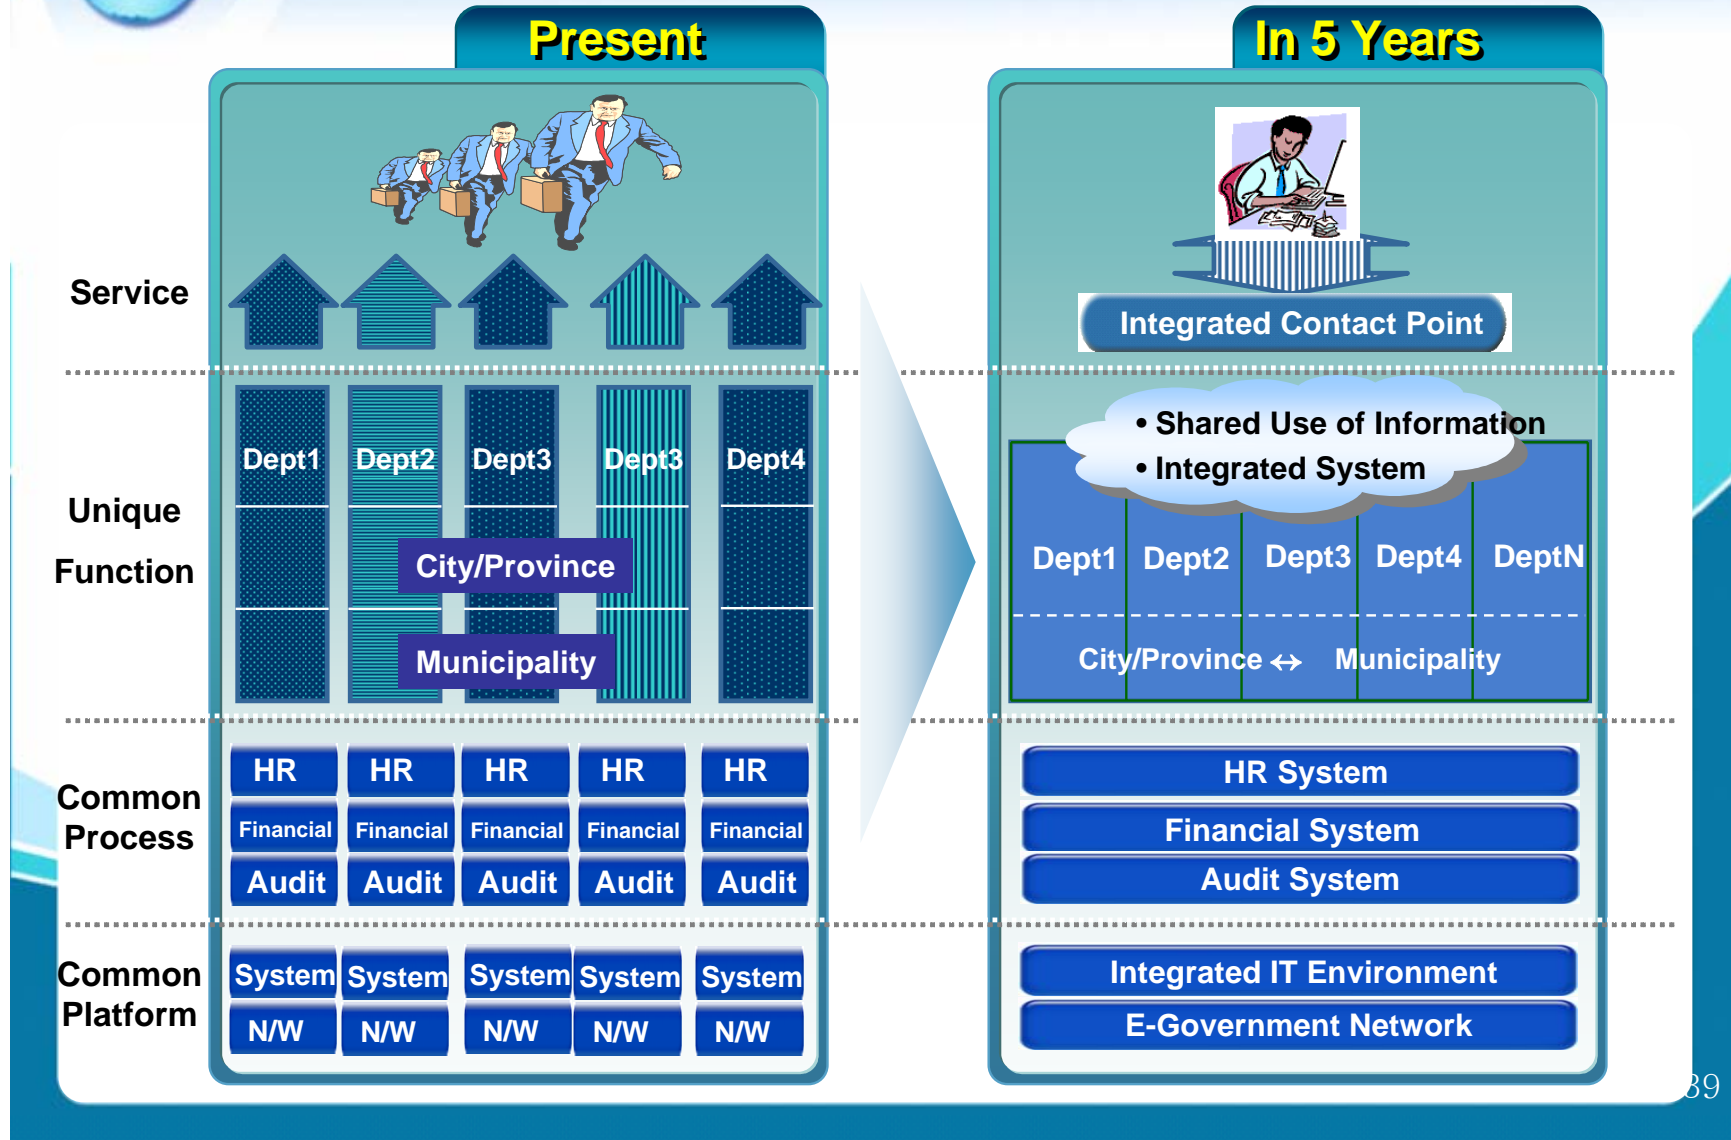 Present
In 5 Years
Service
Integrated Contact Point
• Shared Use of Information
• Integrated System
Unique
Function
Dept1 Dept2 Dept3 Dept3 Dept4
City/Province
Municipality
Dept1 Dept2 Dept3 Dept4 DeptN
City/Province ↔ Municipality
Common
Process
HR HR HR HR HR
Financial Financial Financial Financial Financial
Audit Audit Audit Audit Audit
HR System
Financial System
Audit System
Common
Platform
System System System System System
N/W N/W N/W N/W N/W
Integrated IT Environment
E-Government Network
39